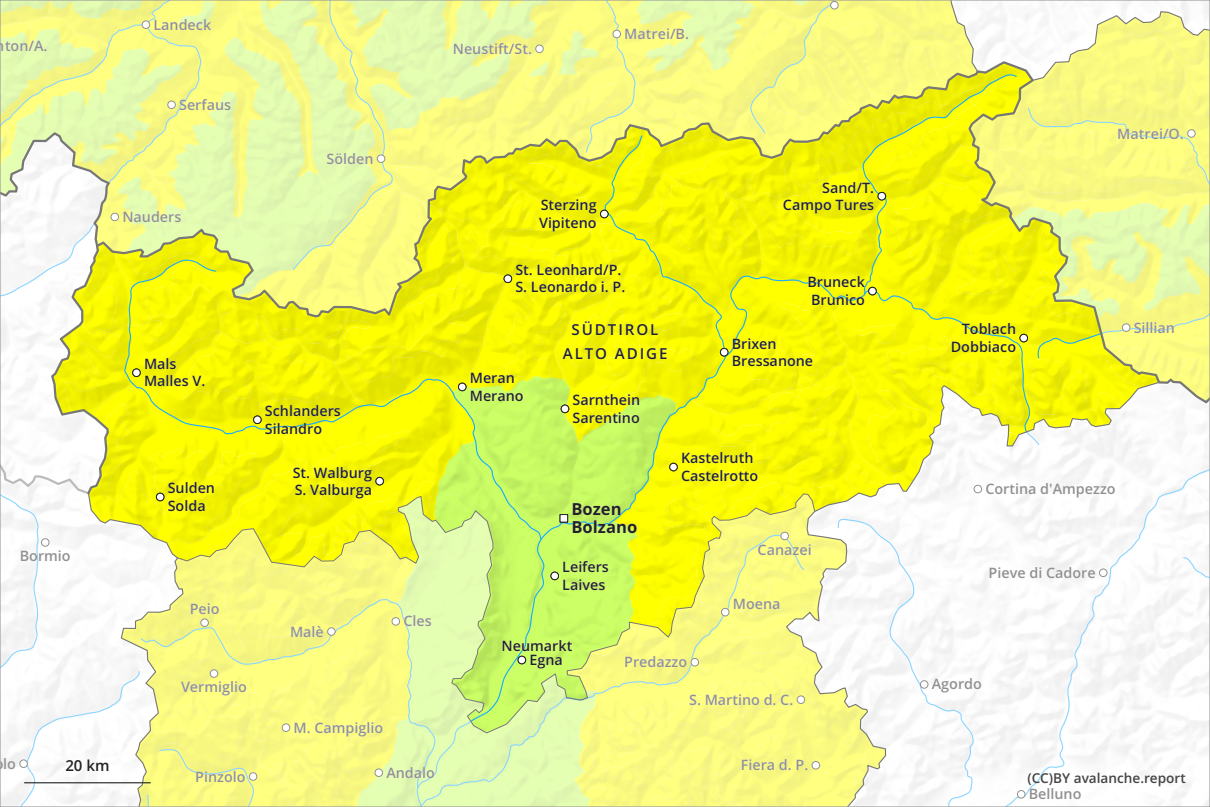 Landeck
nton/A.
Neustift/St.
Matrei/B.
Serfaus
Matrei/O.
Sölden
Nauders
Sand/T.
Campo Tures
Sterzing
Vipiteno
St. Leonhard/P.
S. Leonardo i. P.
Bruneck
Brunico
SÜDTIROL
ALTO ADIGE
Toblach
Dobbiaco
Sillian
Brixen
Bressanone
Mals
Malles V.
Meran
Merano
Sarnthein
Sarentino
Schlanders
Silandro
Kastelruth
Castelrotto
St. Walburg
S. Valburga
Sulden
Solda
Cortina d'Ampezzo
Bozen
Bolzano
Bormio
Canazei
Leifers
Laives
Pieve di Cadore
Peio
Moena
Cles
Malè
Neumarkt
Egna
Predazzo
Vermiglio
Agordo
S. Martino d. C.
M. Campiglio
20 km
olo
Pinzolo
Andalo
Fiera d. P.
(CC)BY avalanche.report
Belluno